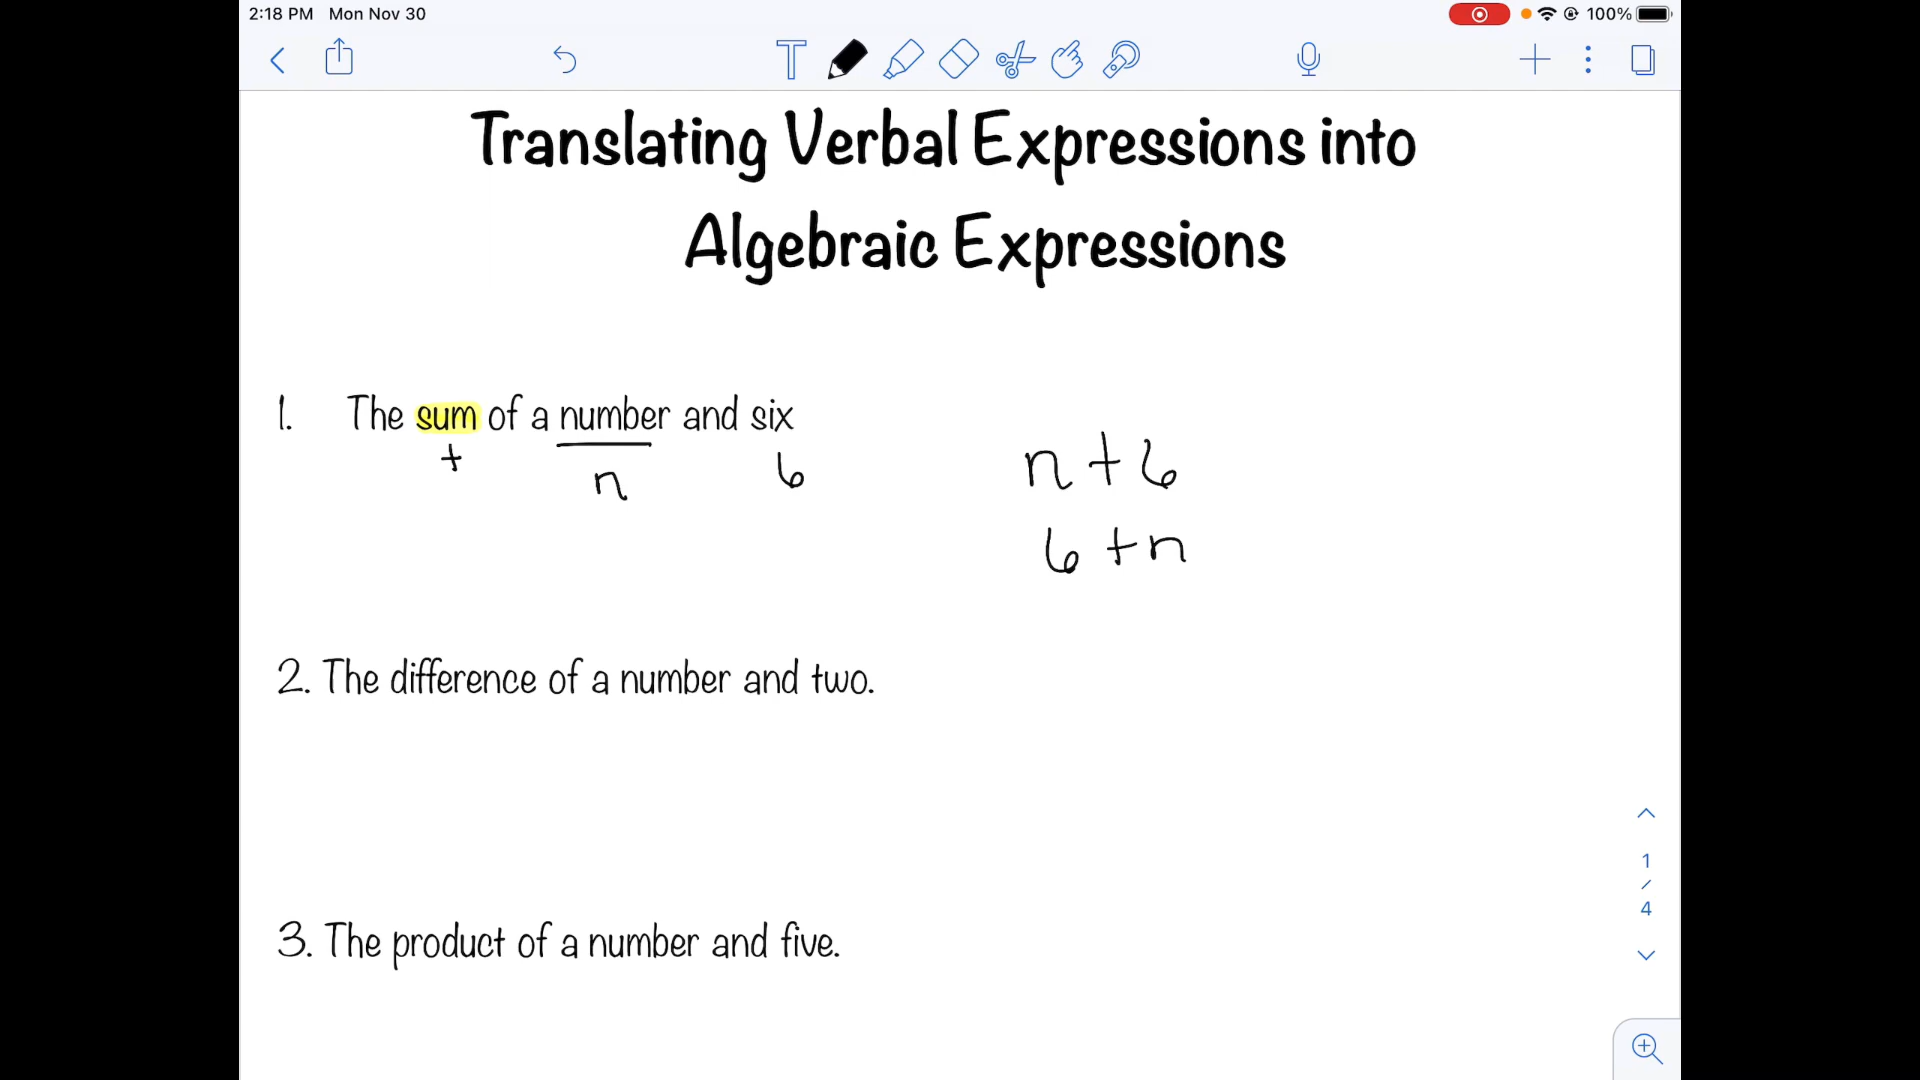 2:18 PM Mon Nov 30
100%
T
Translating Verbal Expressions into
Algebraic Expressions
1. The sum of a number and six
+ n 6
n + 6
6 + n
2. The difference of a number and two.
3. The product of a number and five.
1
/
4